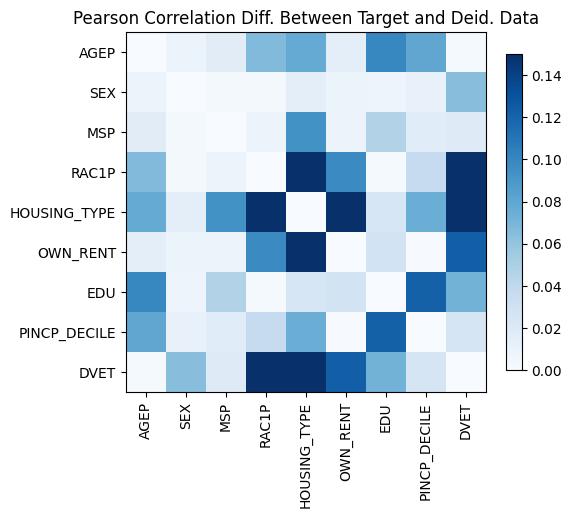 Pearson Correlation Diff. Between Target and Deid. Data
AGEP
SEX
MSP
RAC1P
HOUSING_TYPE
OWN_RENT
EDU
PINCP_DECILE
DVET
AGEP
SEX
MSP
RAC1P
HOUSING_TYPE
OWN_RENT
EDU
PINCP_DECILE
DVET
0.14
0.12
0.10
0.08
0.06
0.04
0.02
0.00